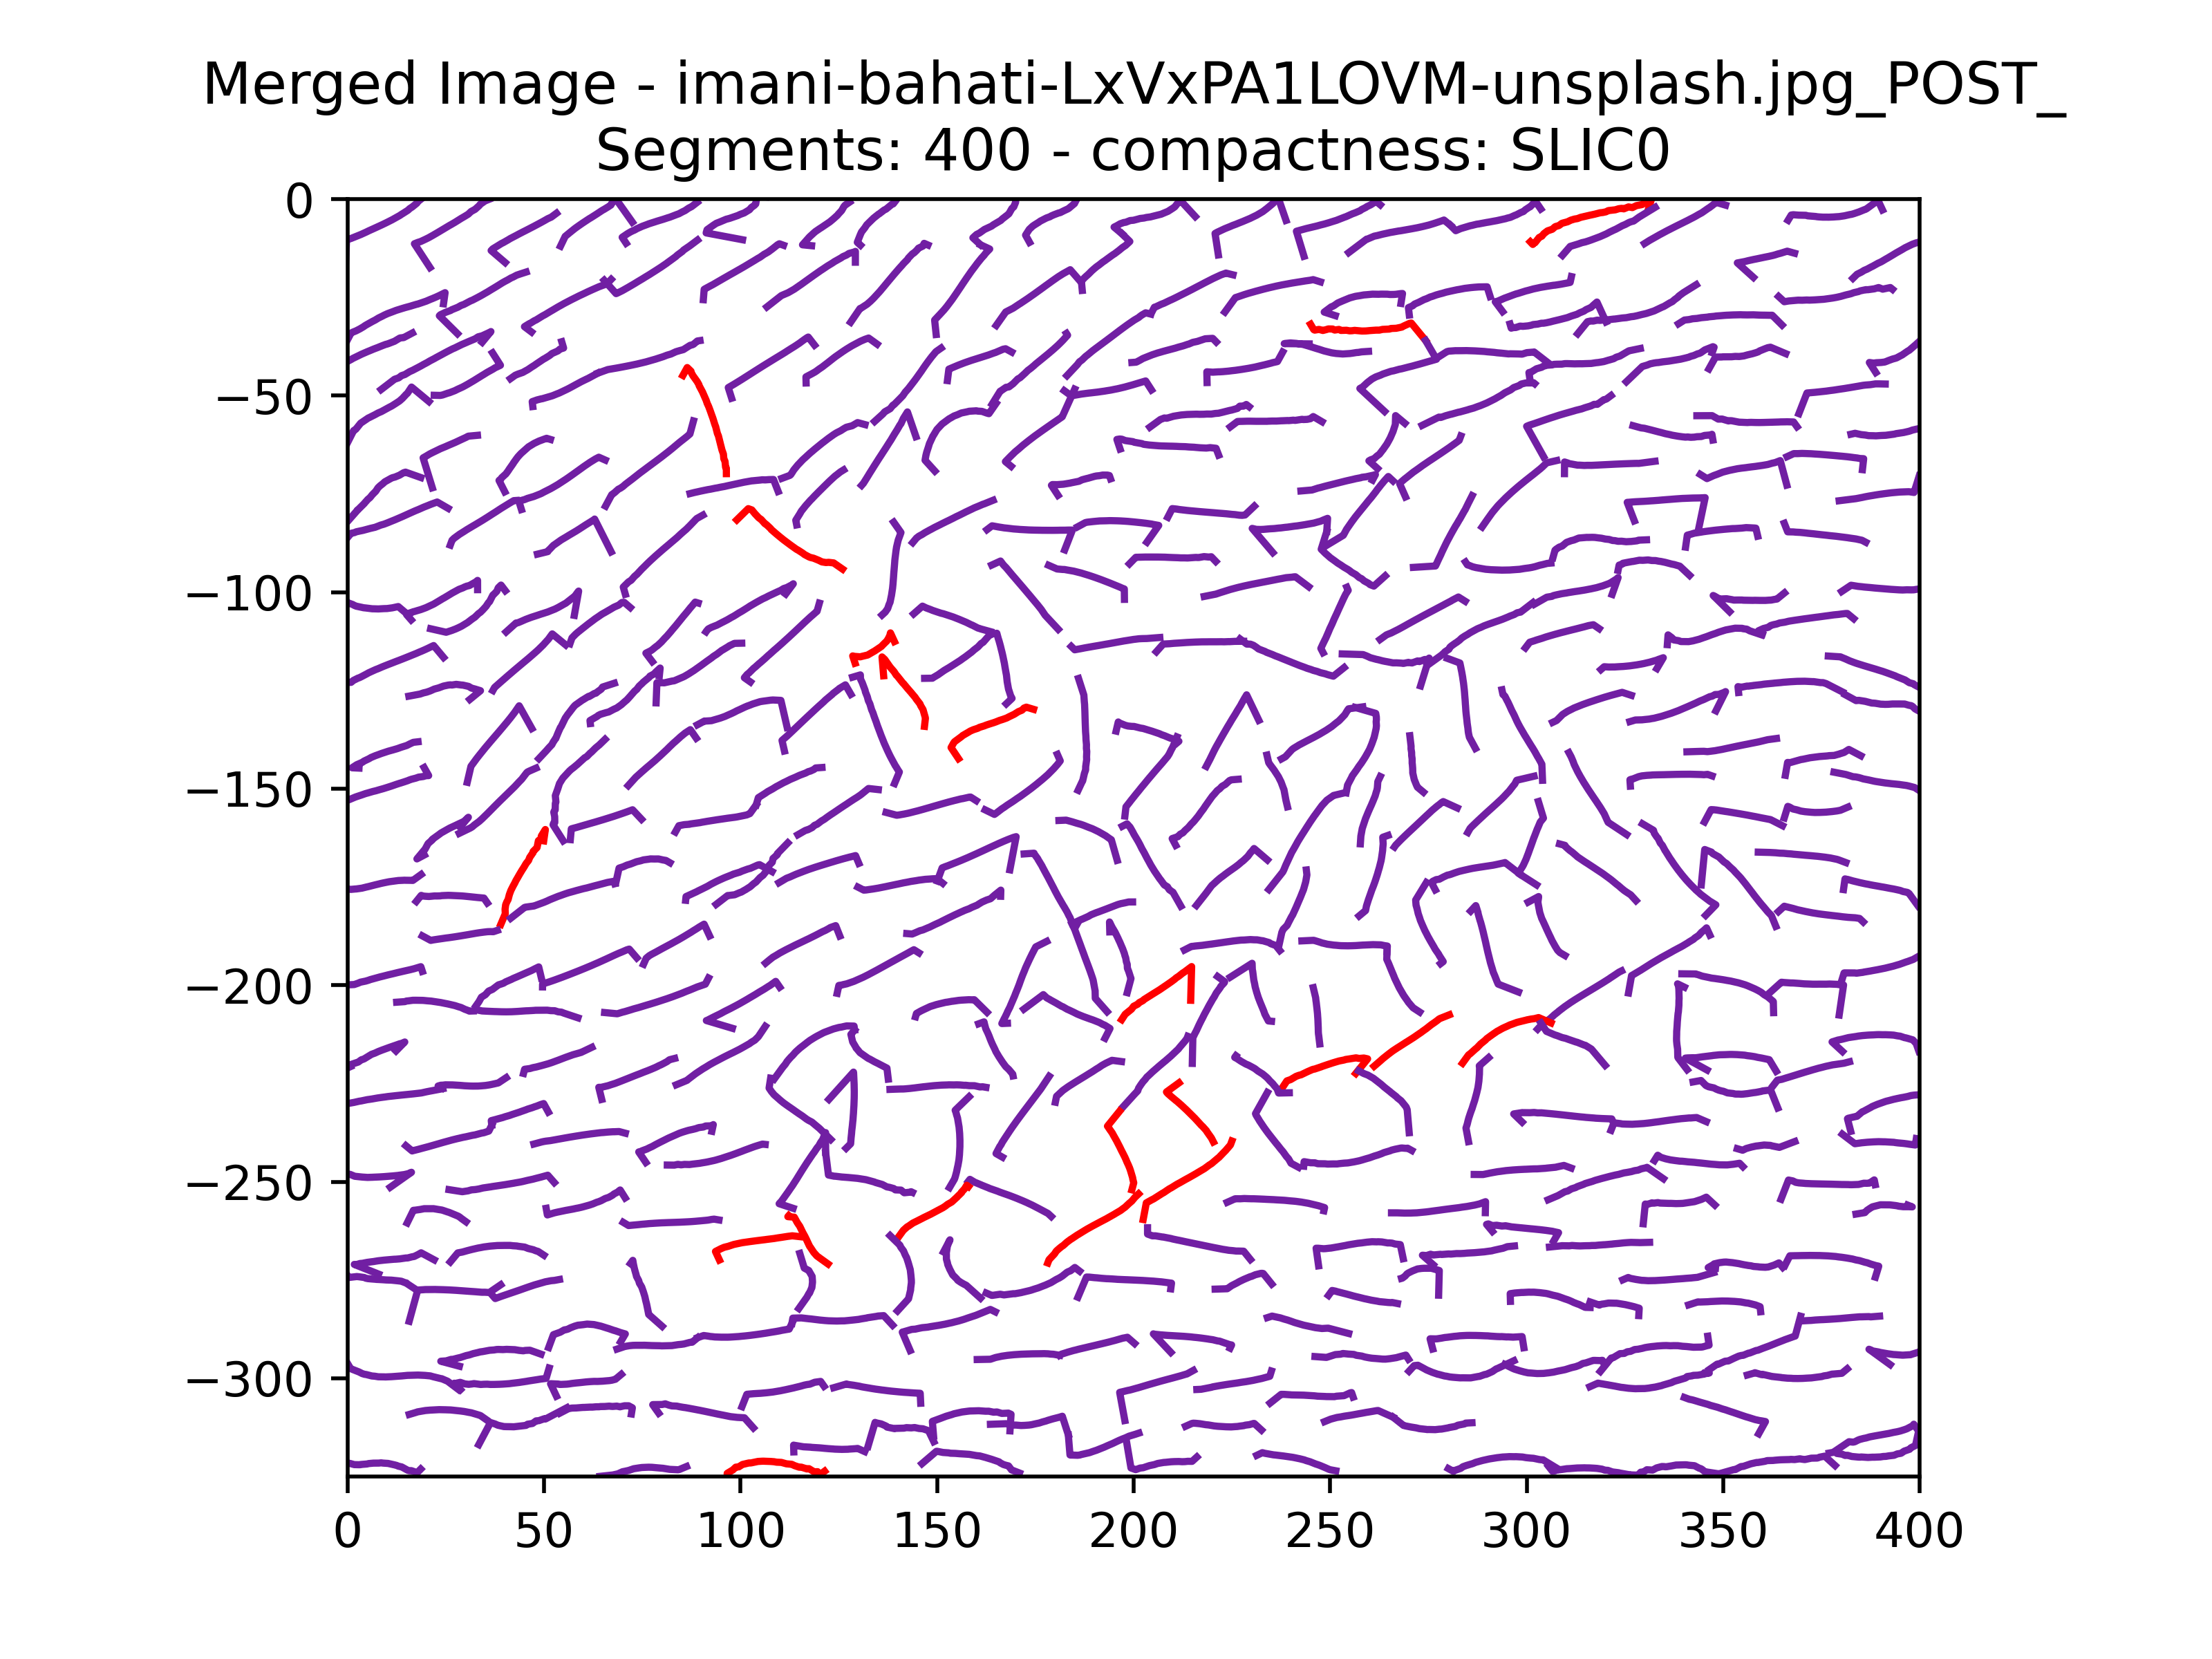 Merged Image - imani-bahati-LxVxPA1LOVM-unsplash.jpg_POST_
Segments: 400 - compactness: SLIC0
0
−50
−100
−150
−200
−250
−300
0 50 100 150 200 250 300 350 400